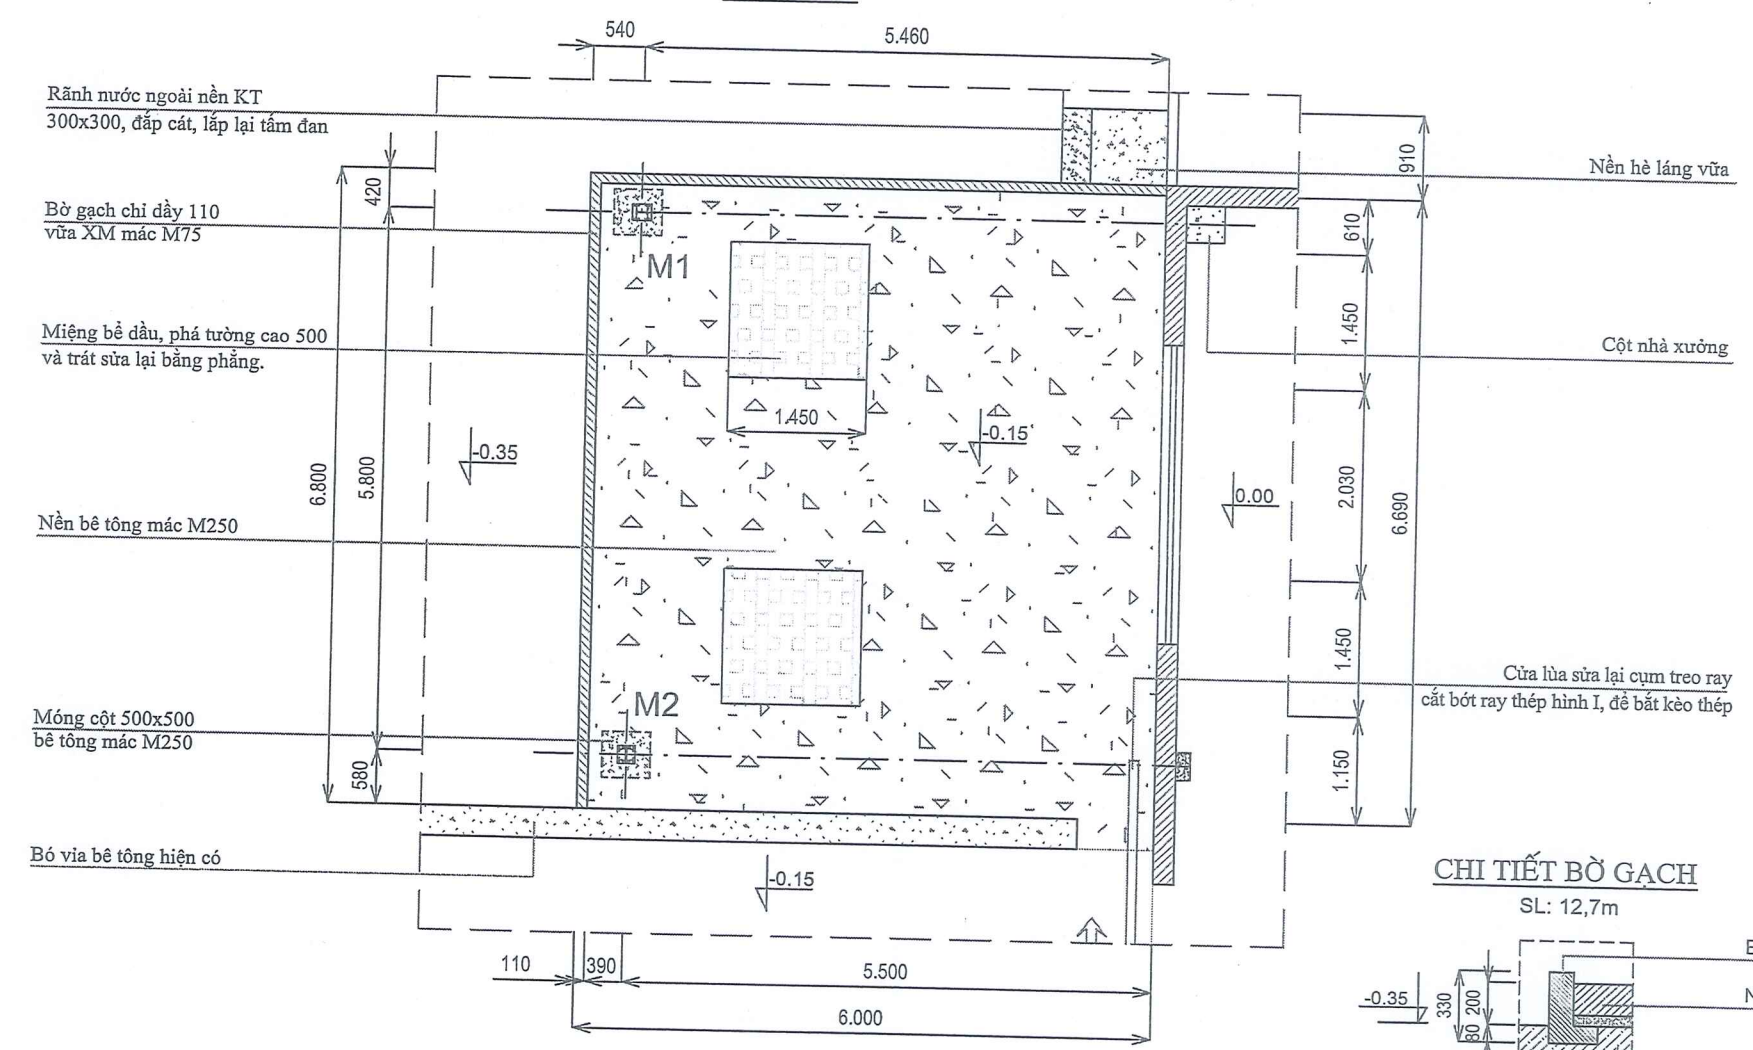 540
5.460
Rãnh nước ngoài nền KT
300x300, đắp cát, lắp lại tấm đan
420
910
Nền hè láng vữa
Bờ gạch chỉ dầy 110
vữa XM mác M75
610
M1
Miệng bể dầu, phá tường cao 500
và trát sửa lại bằng phẳng.
1.450
Cột nhà xưởng
1.450
-0.15
-0.35
6.800
5.800
2.030
0.00
6.690
Nền bê tông mác M250
1.450
Cửa lùa sửa lại cụm treo ray
cắt bớt ray thép hình I, để bắt kèo thép
M2
Móng cột 500x500
bê tông mác M250
580
1.150
Bó vỉa bê tông hiện có
-0.15
CHI TIẾT BỜ GẠCH
SL: 12,7m
110
390
5.500
6.000
-0.35
330
200
80